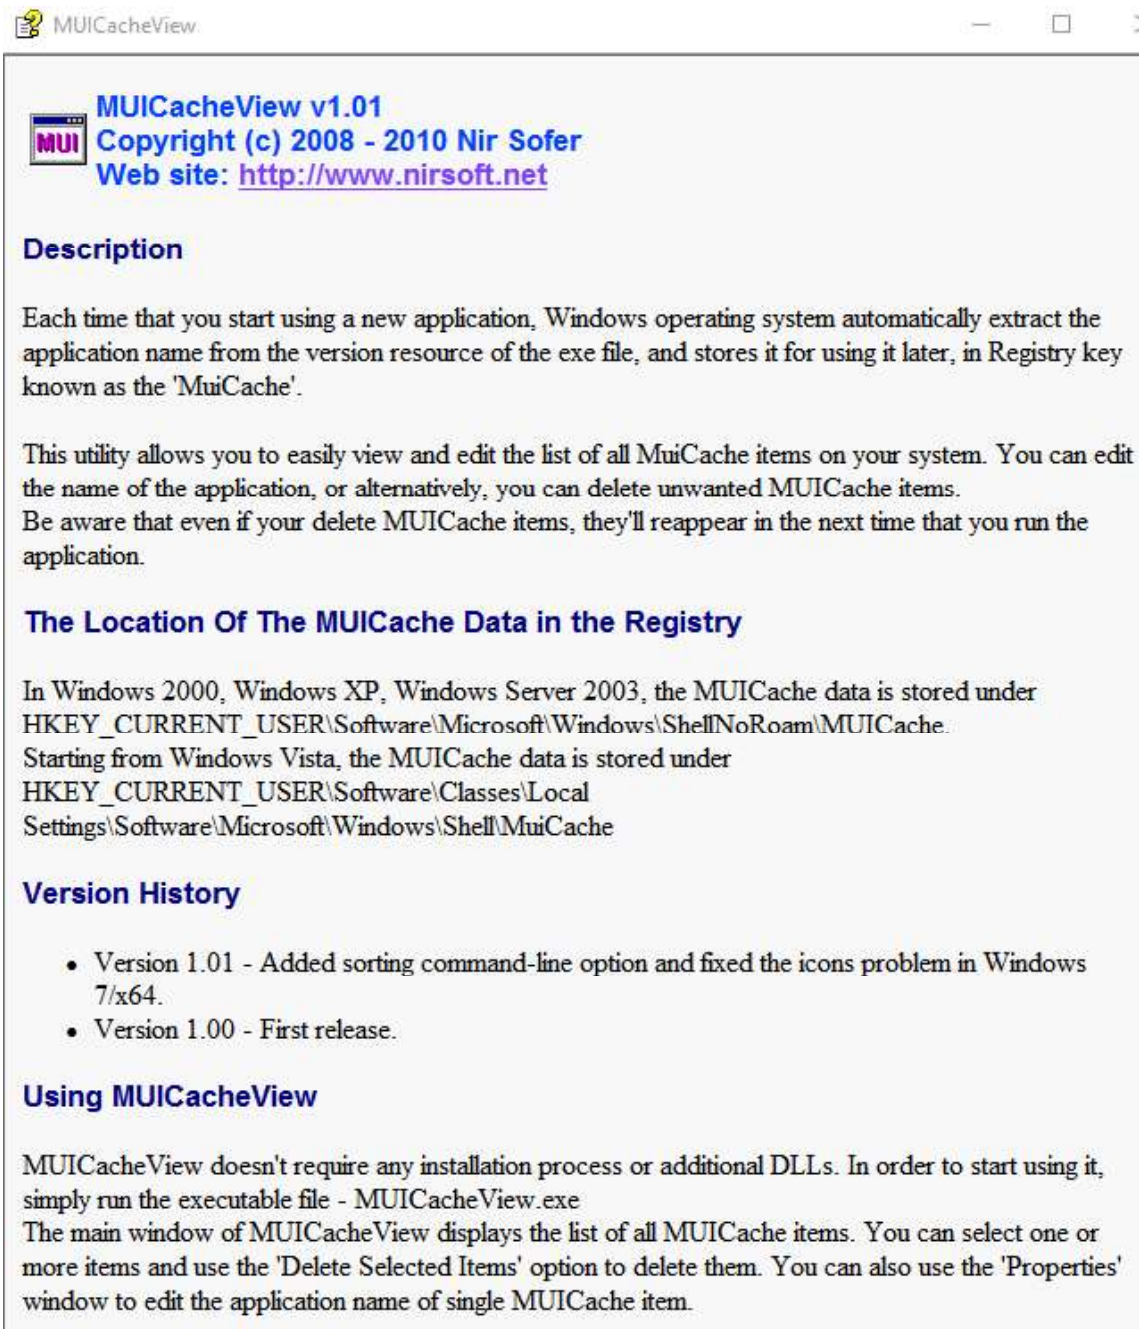 MUICacheView
MUICacheView v1.01
MUI
Copyright (c) 2008 - 2010 Nir Sofer
Web site: http://www.nirsoft.net
Description
Each time that you start using a new application, Windows operating system automatically extract the
application name from the version resource of the exe file, and stores it for using it later, in Registry key
known as the 'MuiCache'.
This utility allows you to easily view and edit the list of all MuiCache items on your system. You can edit
the name of the application, or alternatively, you can delete unwanted MUICache items.
Be aware that even if your delete MUICache items, they'll reappear in the next time that you run the
application.
The Location Of The MUICache Data in the Registry
In Windows 2000, Windows XP, Windows Server 2003, the MUICache data is stored under
HKEY_CURRENT_USER\Software\Microsoft\Windows\ShellNoRoam\MUICache.
Starting from Windows Vista, the MUICache data is stored under
HKEY_CURRENT_USER\Software\Classes\Local
Settings\Software\Microsoft\Windows\Shell\MuiCache
Version History
• Version 1.01 - Added sorting command-line option and fixed the icons problem in Windows
7/x64.
• Version 1.00 - First release.
Using MUICacheView
MUICacheView doesn't require any installation process or additional DLLs. In order to start using it,
simply run the executable file - MUICacheView.exe
The main window of MUICacheView displays the list of all MUICache items. You can select one or
more items and use the 'Delete Selected Items' option to delete them. You can also use the 'Properties'
window to edit the application name of single MUICache item.